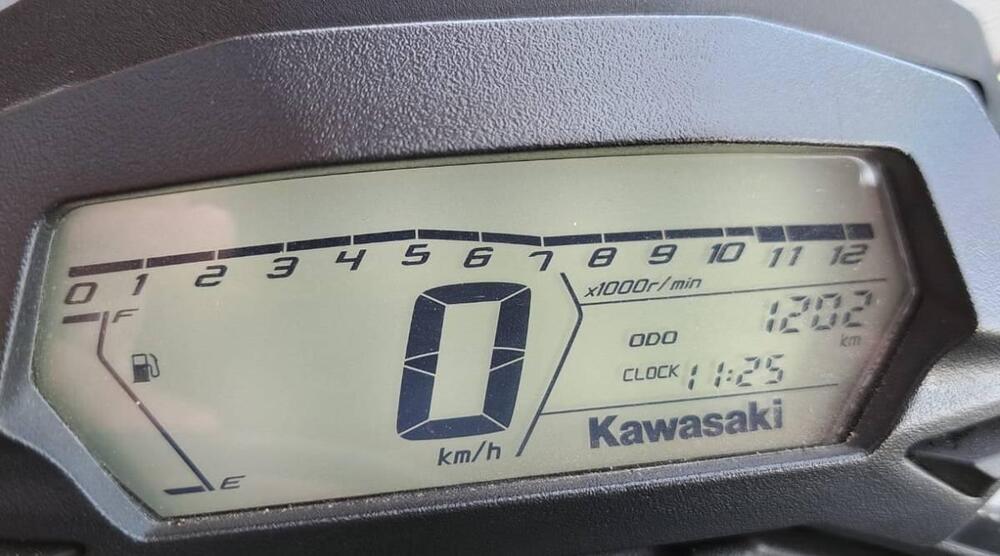 0 1 2 3 4 5 6 7 8 9 10 11 12
x1000r/min
F
ODO 1202 km
CLOCK 11:25
0
km/h
Kawasaki
E